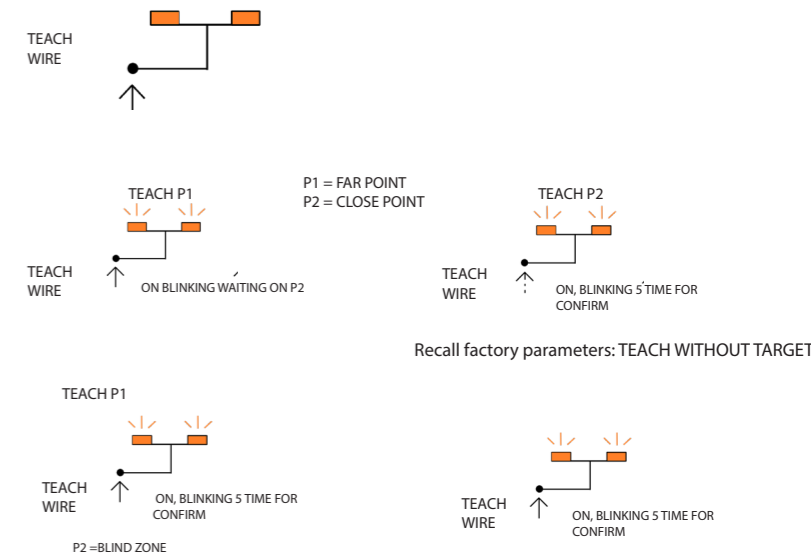 TEACH
WIRE
TEACH P1
P1 = FAR POINT
P2 = CLOSE POINT
TEACH P2
TEACH
WIRE
ON BLINKING WAITING ON P2
TEACH
WIRE
ON, BLINKING 5 TIME FOR
CONFIRM
Recall factory parameters: TEACH WITHOUT TARGET
TEACH P1
TEACH
WIRE
ON, BLINKING 5 TIME FOR
CONFIRM
P2 =BLIND ZONE
TEACH
WIRE
ON, BLINKING 5 TIME FOR
CONFIRM